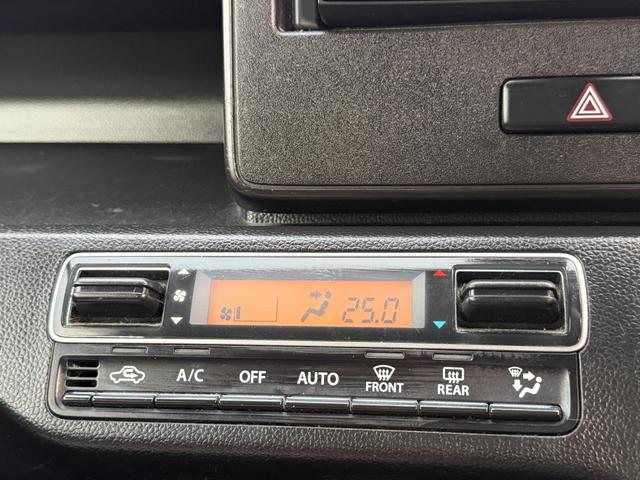 25.0
A/C OFF AUTO FRONT REAR